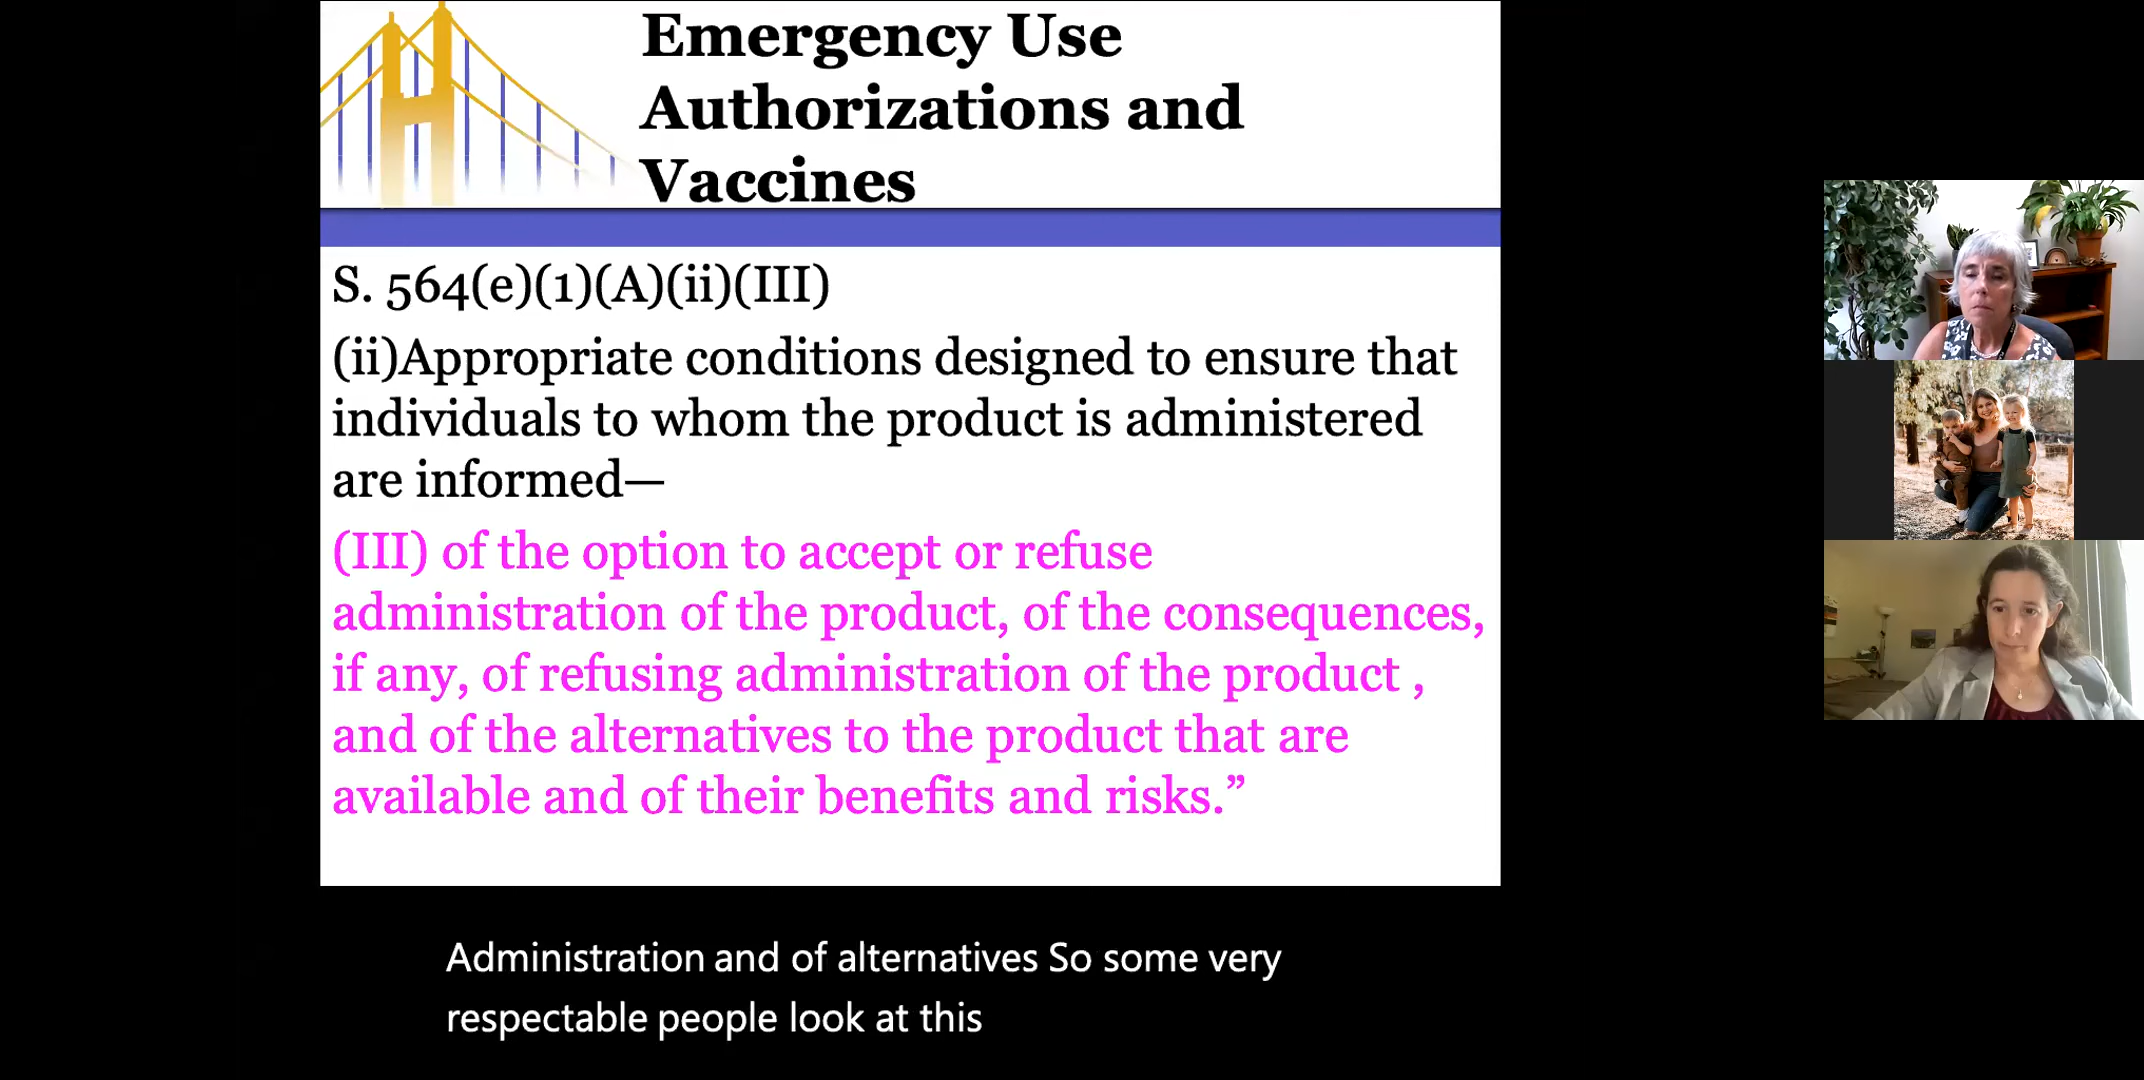 Emergency Use
Authorizations and
Vaccines
S. 564(e)(1)(A)(ii)(III)
(ii)Appropriate conditions designed to ensure that
individuals to whom the product is administered
are informed—
(III) of the option to accept or refuse
administration of the product, of the consequences,
if any, of refusing administration of the product ,
and of the alternatives to the product that are
available and of their benefits and risks.”
Administration and of alternatives So some very
respectable people look at this